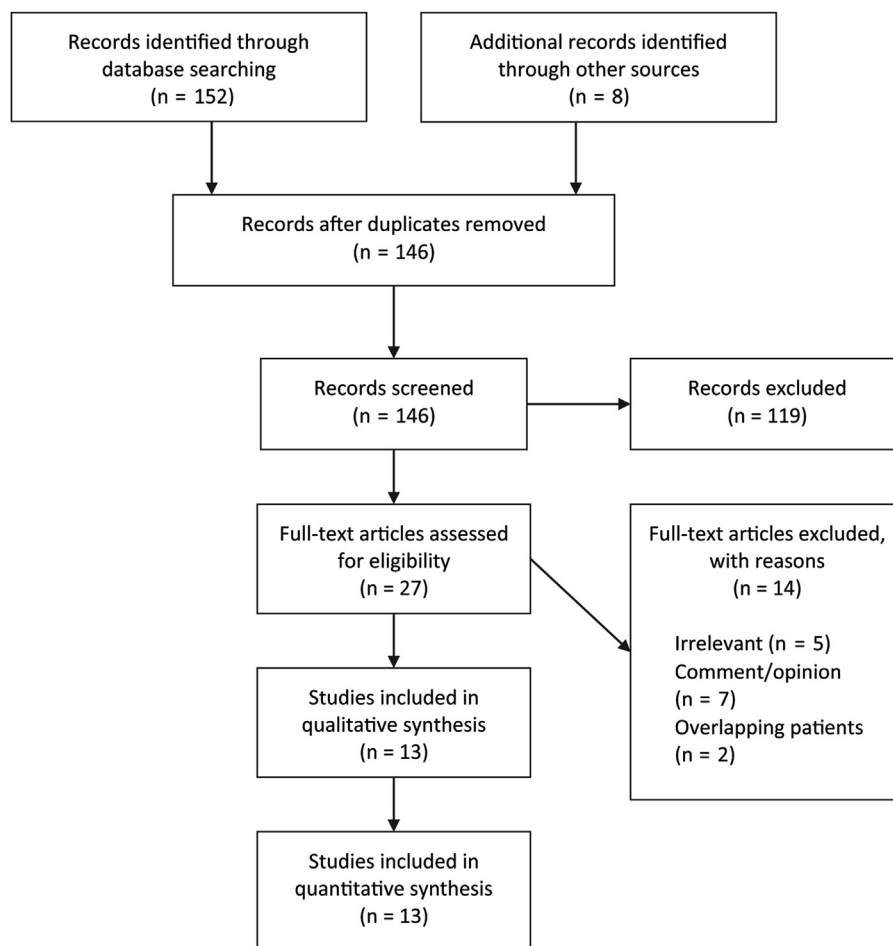 Records identified through
database searching
(n = 152)
Additional records identified
through other sources
(n = 8)
Records after duplicates removed
(n = 146)
Records screened
(n = 146)
Records excluded
(n = 119)
Full-text articles assessed
for eligibility
(n = 27)
Full-text articles excluded,
with reasons
(n = 14)
Irrelevant (n = 5)
Comment/opinion
(n = 7)
Overlapping patients
(n = 2)
Studies included in
qualitative synthesis
(n = 13)
Studies included in
quantitative synthesis
(n = 13)